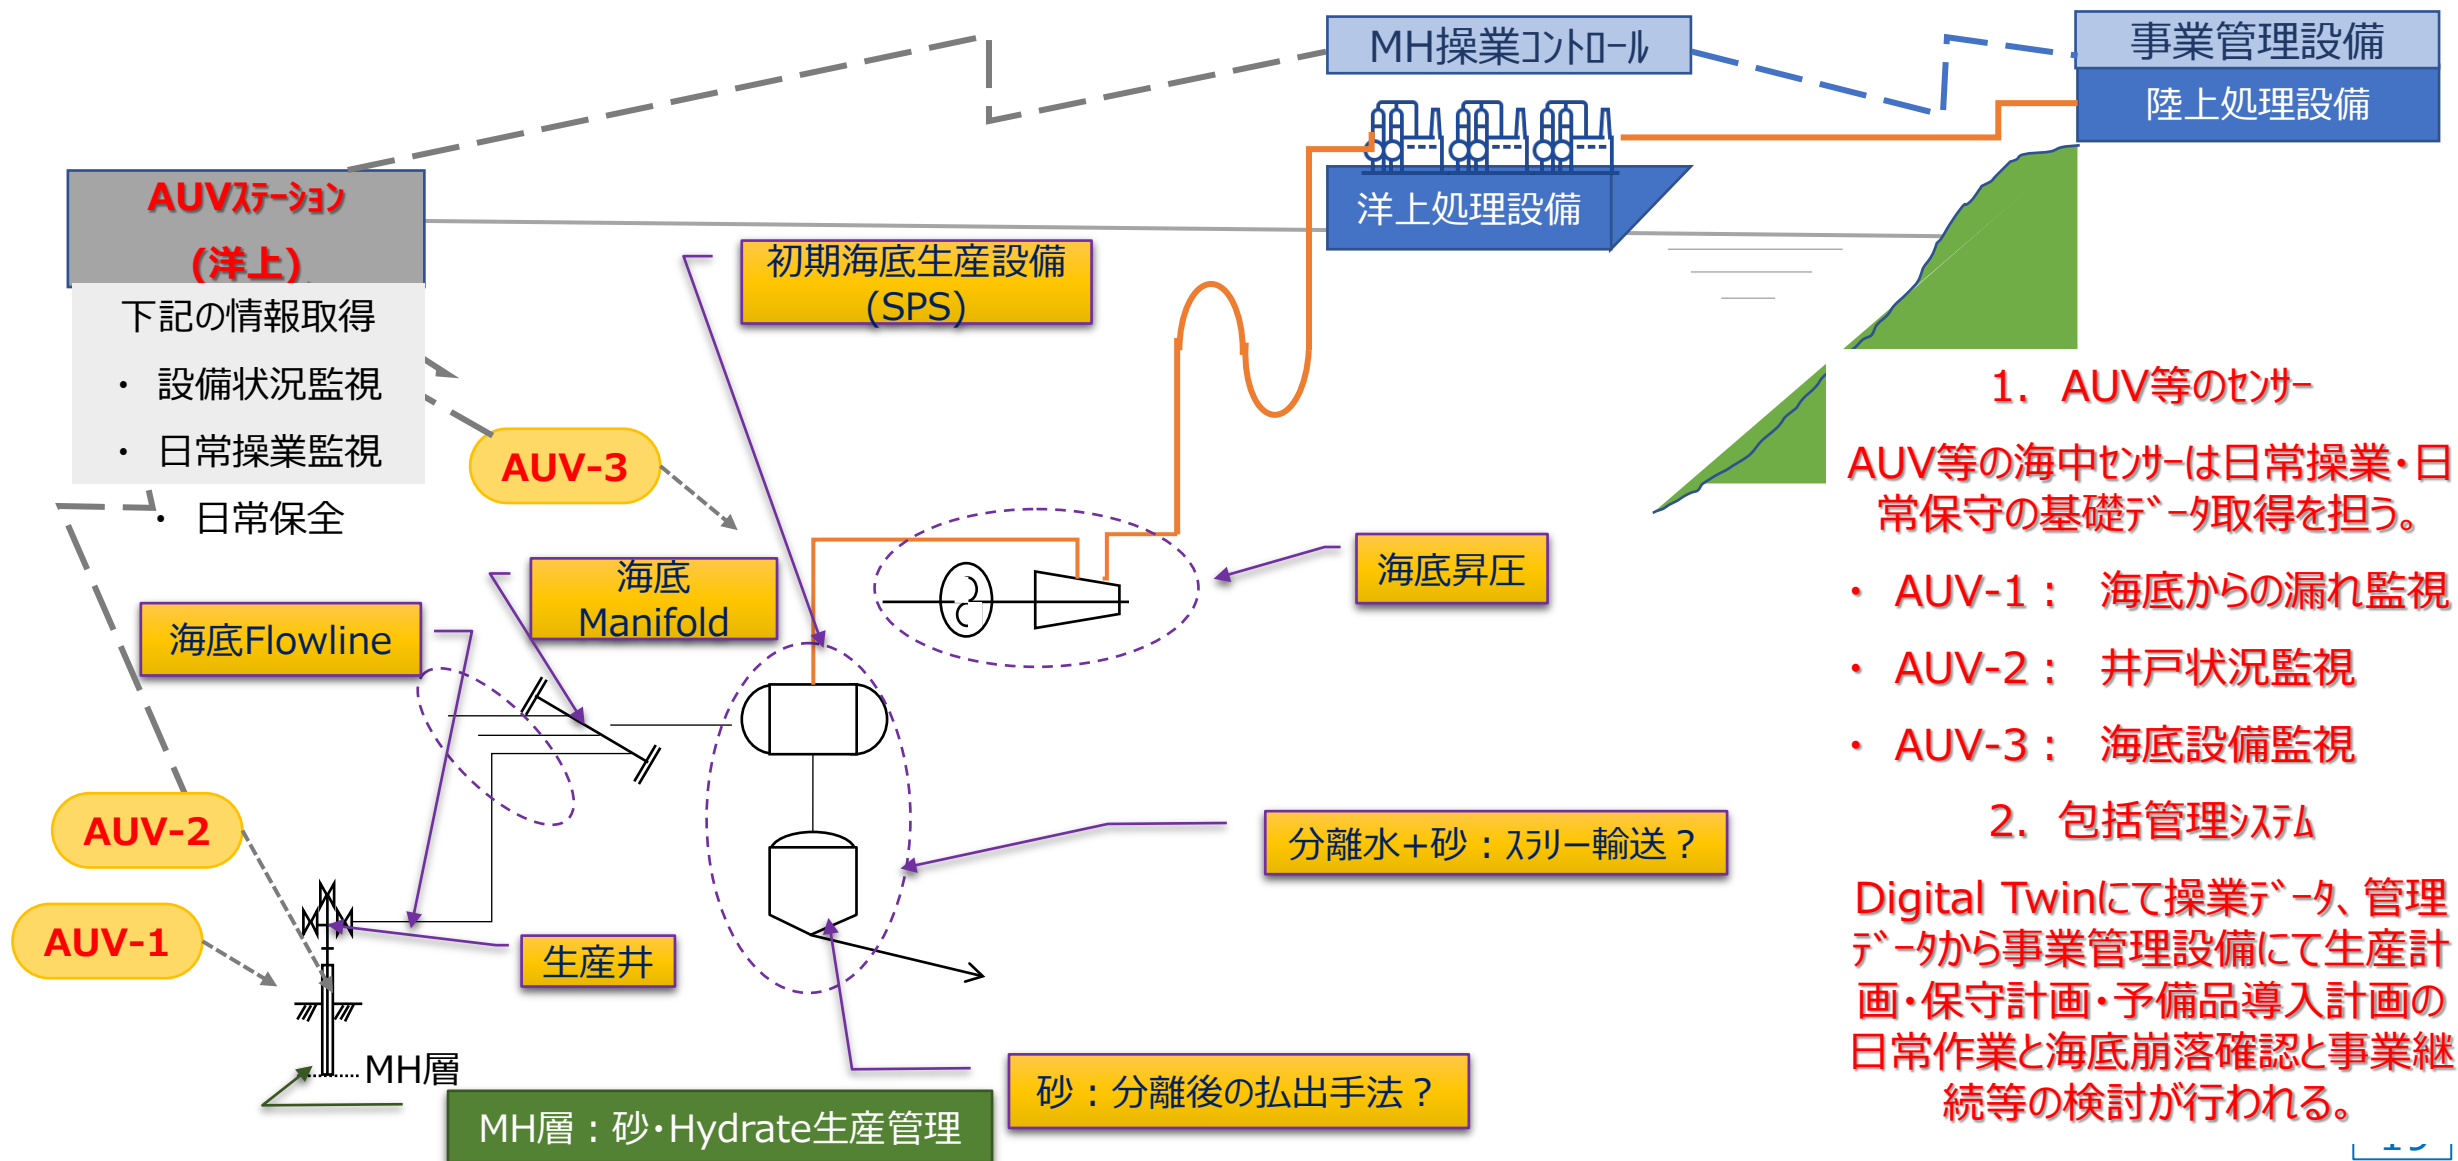 MH操業ｺﾝﾄﾛｰﾙ
事業管理設備
陸上処理設備
洋上処理設備
AUVｽﾃｰｼｮﾝ
(洋上)
下記の情報取得
・ 設備状況監視
・ 日常操業監視
・ 日常保全
初期海底生産設備
(SPS)
AUV-3
海底
Manifold
海底Flowline
海底昇圧
AUV-2
AUV-1
生産井
分離水+砂：ｽﾗﾘｰ輸送？
砂：分離後の払出手法？
MH層
MH層：砂･Hydrate生産管理
1. AUV等のｾﾝｻｰ
AUV等の海中ｾﾝｻｰは日常操業･日
常保守の基礎ﾃﾞｰﾀ取得を担う。
・ AUV-1： 海底からの漏れ監視
・ AUV-2： 井戸状況監視
・ AUV-3： 海底設備監視
2. 包括管理ｼｽﾃﾑ
Digital Twinにて操業ﾃﾞｰﾀ、管理
ﾃﾞｰﾀから事業管理設備にて生産計
画･保守計画･予備品導入計画の
日常作業と海底崩落確認と事業継
続等の検討が行われる。